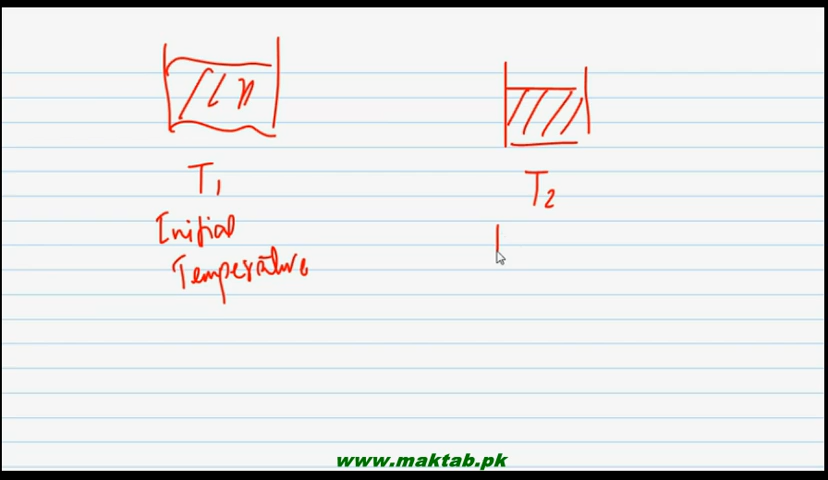 T₁
Initial
Temperature
T₂
www.maktab.pk